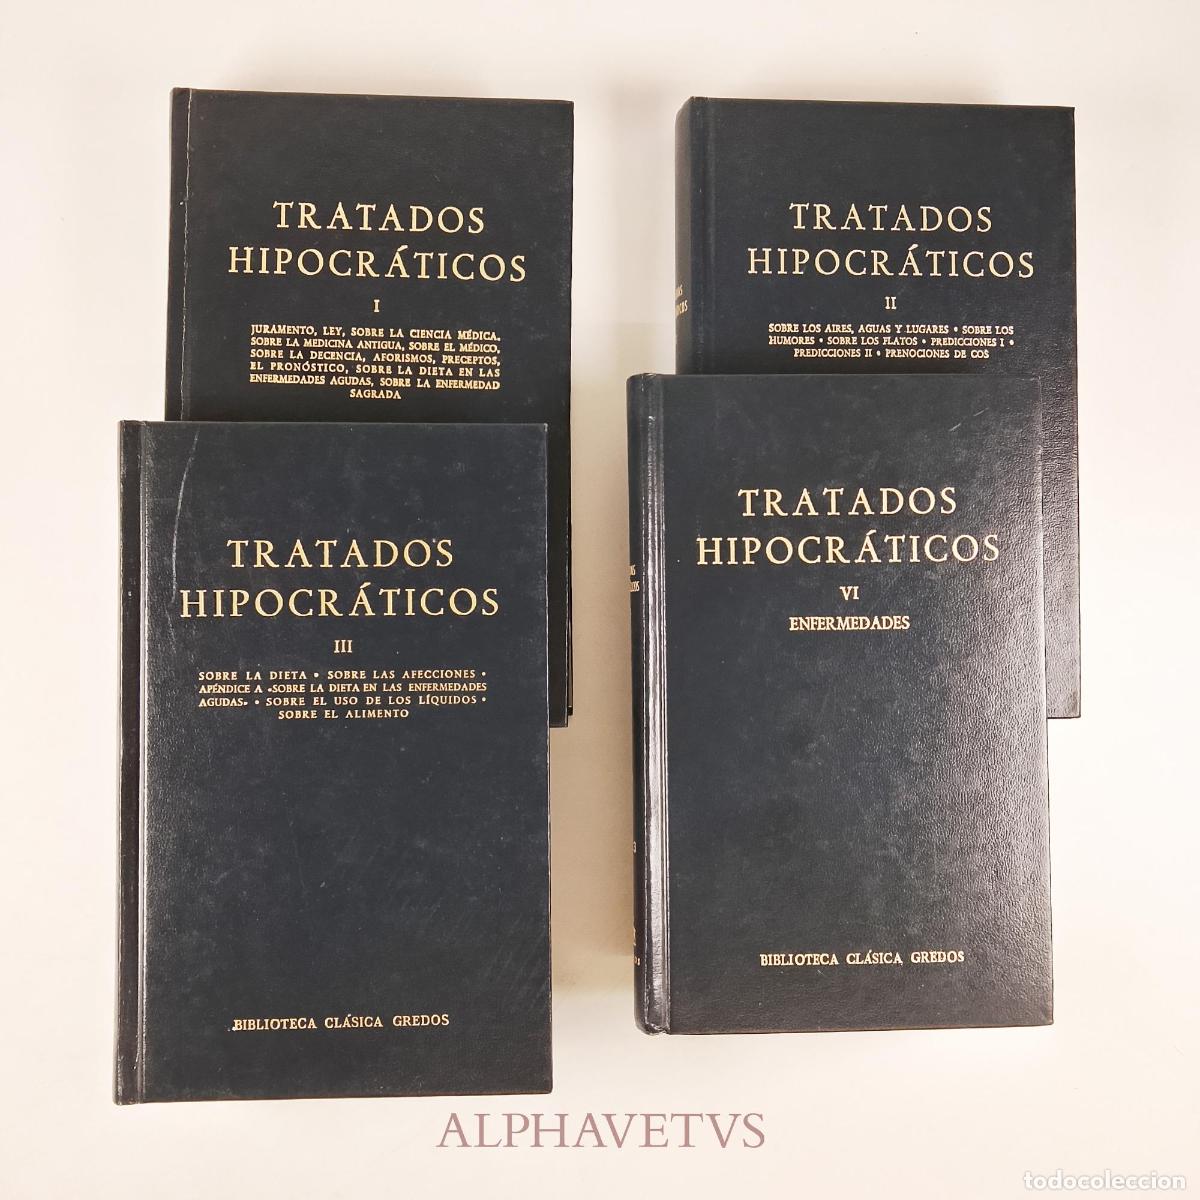 TRATADOS
HIPOCRÁTICOS
I
JURAMENTO, LEY, SOBRE LA CIENCIA MÉDICA,
SOBRE LA MEDICINA ANTIGUA, SOBRE EL MÉDICO,
SOBRE LA DECENCIA, AFORISMOS, PRECEPTOS,
EL PRONÓSTICO, SOBRE LA DIETA EN LAS
ENFERMEDADES AGUDAS, SOBRE LA ENFERMEDAD
SAGRADA
TRATADOS
HIPOCRÁTICOS
II
SOBRE LOS AIRES, AGUAS Y LUGARES • SOBRE LOS
HUMORES • SOBRE LOS FLATOS • PREDICCIONES I •
PREDICCIONES II • PRENOCIONES DE COS
TRATADOS
HIPOCRÁTICOS
III
SOBRE LA DIETA • SOBRE LAS AFECCIONES •
APÉNDICE A «SOBRE LA DIETA EN LAS ENFERMEDADES
AGUDAS» • SOBRE EL USO DE LOS LÍQUIDOS •
SOBRE EL ALIMENTO
BIBLIOTECA CLÁSICA GREDOS
TRATADOS
HIPOCRÁTICOS
VI
ENFERMEDADES
BIBLIOTECA CLÁSICA GREDOS
ALPHAVETVS
todocoleccion